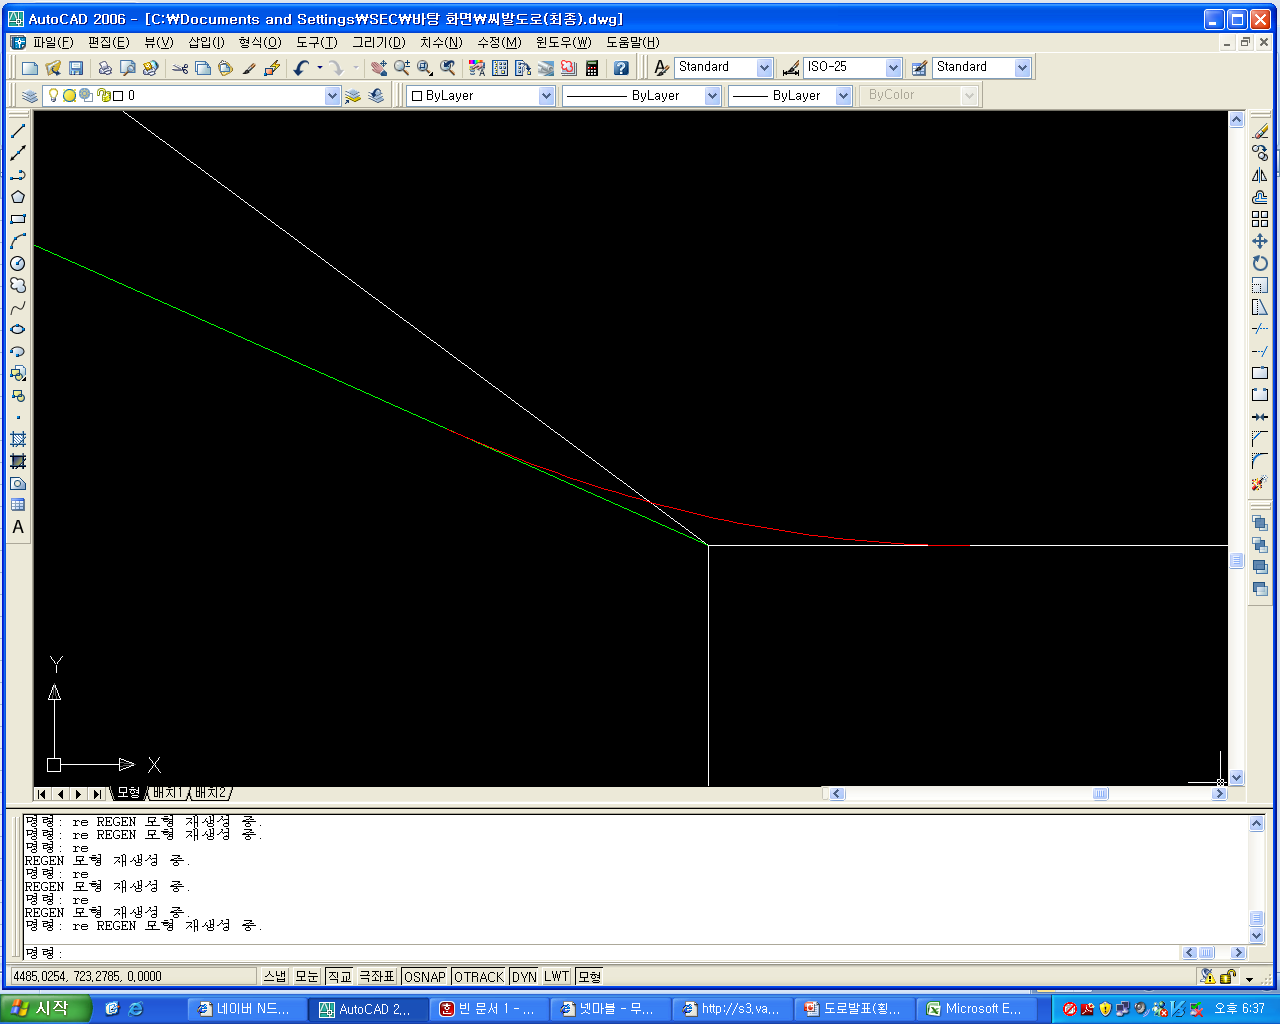 AutoCAD 2006 - [C:₩Documents and Settings₩SEC₩바탕 화면₩씨발도로(최종).dwg]
파일(F) 편집(E) 뷰(V) 삽입(I) 형식(O) 도구(T) 그리기(D) 치수(N) 수정(M) 윈도우(W) 도움말(H)
Standard ISO-25 Standard
0 ByLayer ByLayer ByLayer ByColor
A
Y
X
모형 배치1 배치2
명령: re REGEN 모형 재생성 중.
명령: re REGEN 모형 재생성 중.
명령: re
REGEN 모형 재생성 중.
명령: re
REGEN 모형 재생성 중.
명령: re
REGEN 모형 재생성 중.
명령: re REGEN 모형 재생성 중.
명령:
4485,0254, 723,2785, 0,0000 스냅 모눈 직교 극좌표 OSNAP OTRACK DYN LWT 모형
시작 네이버 N드... AutoCAD 2,.. 빈 문서 1 - ... 넷마블 - 무... http://s3,va... 도로발표(횡... Microsoft E... 오후 6:37